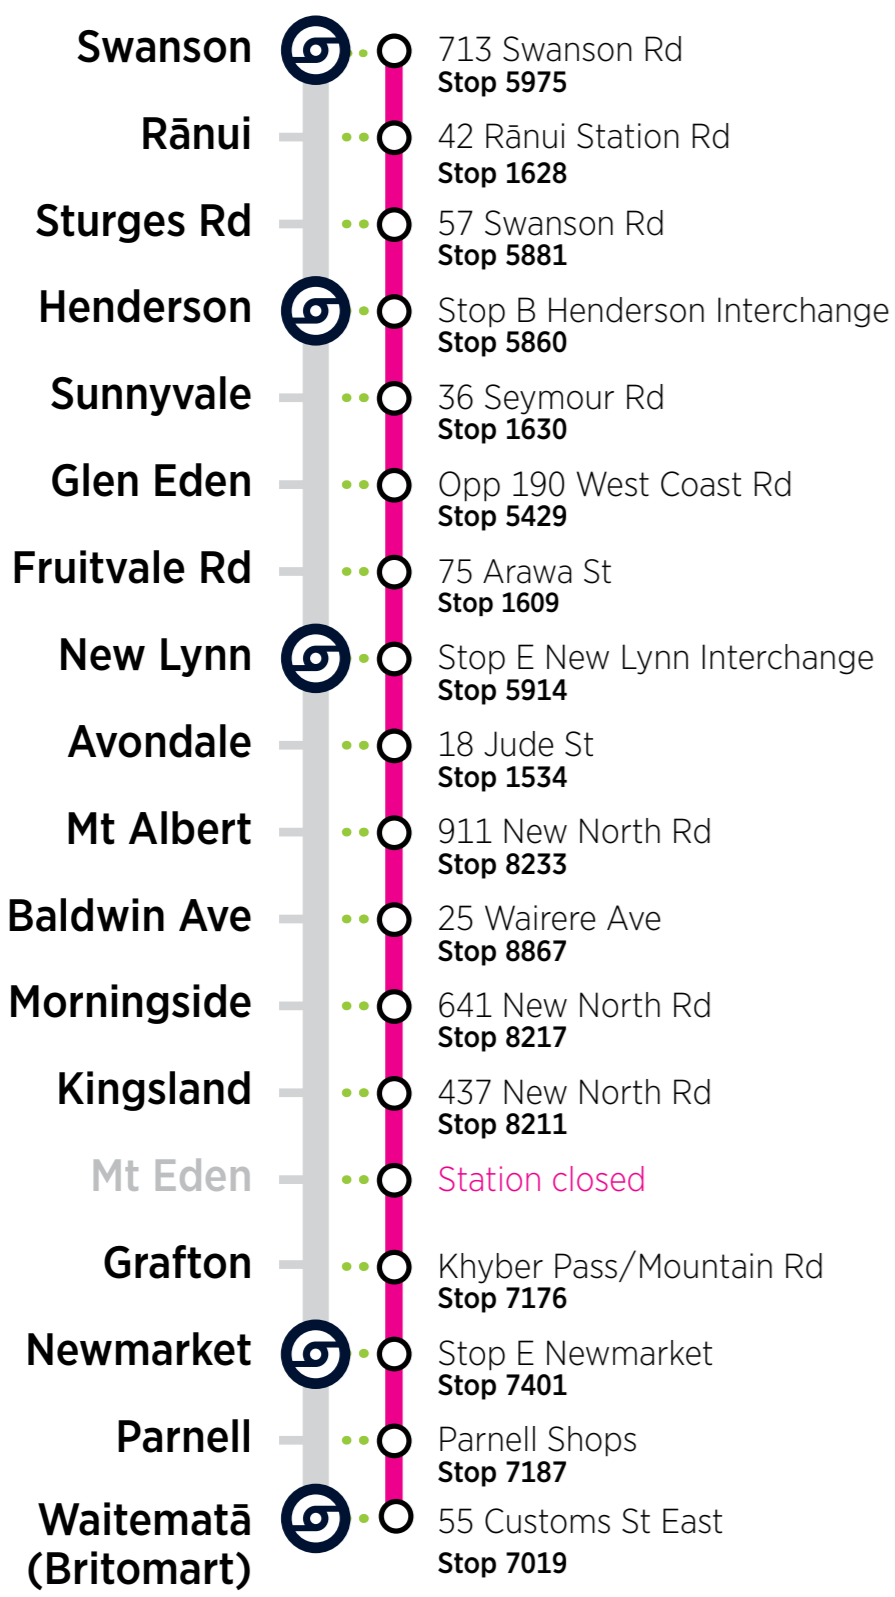 Swanson
713 Swanson Rd
Stop 5975
Rānui
42 Rānui Station Rd
Stop 1628
Sturges Rd
57 Swanson Rd
Stop 5881
Henderson
Stop B Henderson Interchange
Stop 5860
Sunnyvale
36 Seymour Rd
Stop 1630
Glen Eden
Opp 190 West Coast Rd
Stop 5429
Fruitvale Rd
75 Arawa St
Stop 1609
New Lynn
Stop E New Lynn Interchange
Stop 5914
Avondale
18 Jude St
Stop 1534
Mt Albert
911 New North Rd
Stop 8233
Baldwin Ave
25 Wairere Ave
Stop 8867
Morningside
641 New North Rd
Stop 8217
Kingsland
437 New North Rd
Stop 8211
Mt Eden
Station closed
Grafton
Khyber Pass/Mountain Rd
Stop 7176
Newmarket
Stop E Newmarket
Stop 7401
Parnell
Parnell Shops
Stop 7187
Waitematā
(Britomart)
55 Customs St East
Stop 7019